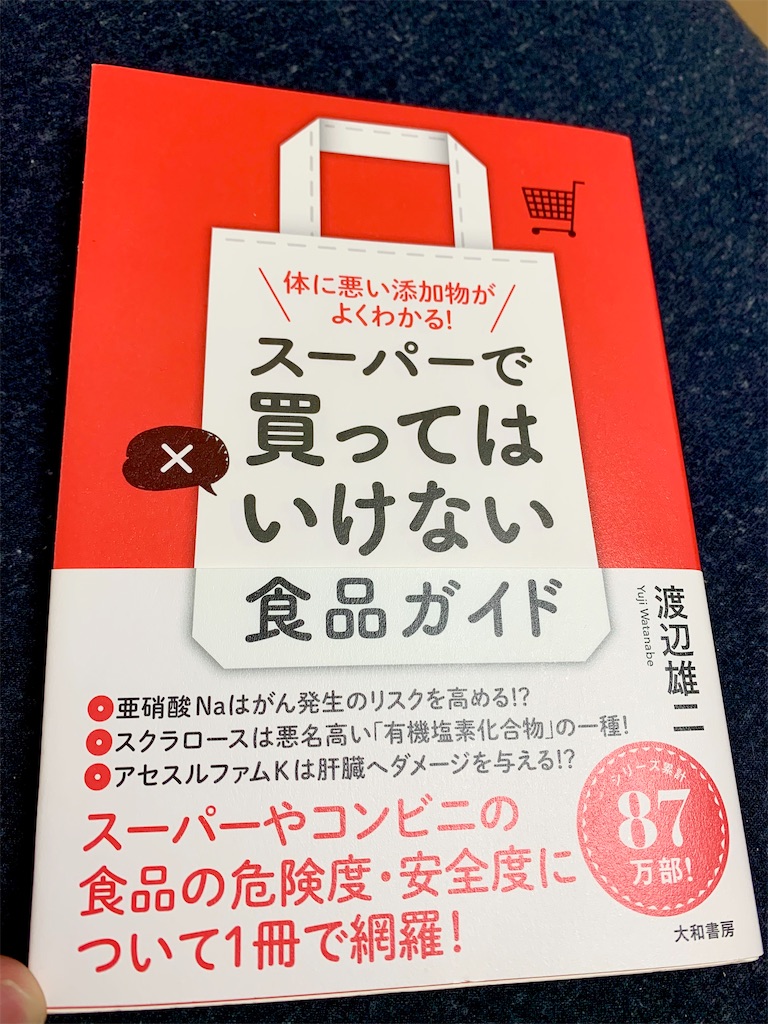 体に悪い添加物が
よくわかる!
スーパーで
買っては
いけない
食品ガイド
×
渡辺雄二
Yuji Watanabe
亜硝酸Naはがん発生のリスクを高める!?
スクラロースは悪名高い「有機塩素化合物」の一種!
アセスルファムKは肝臓へダメージを与える!?
スーパーやコンビニの
食品の危険度・安全度に
ついて1冊で網羅!
シリーズ累計
87
万部!
大和書房